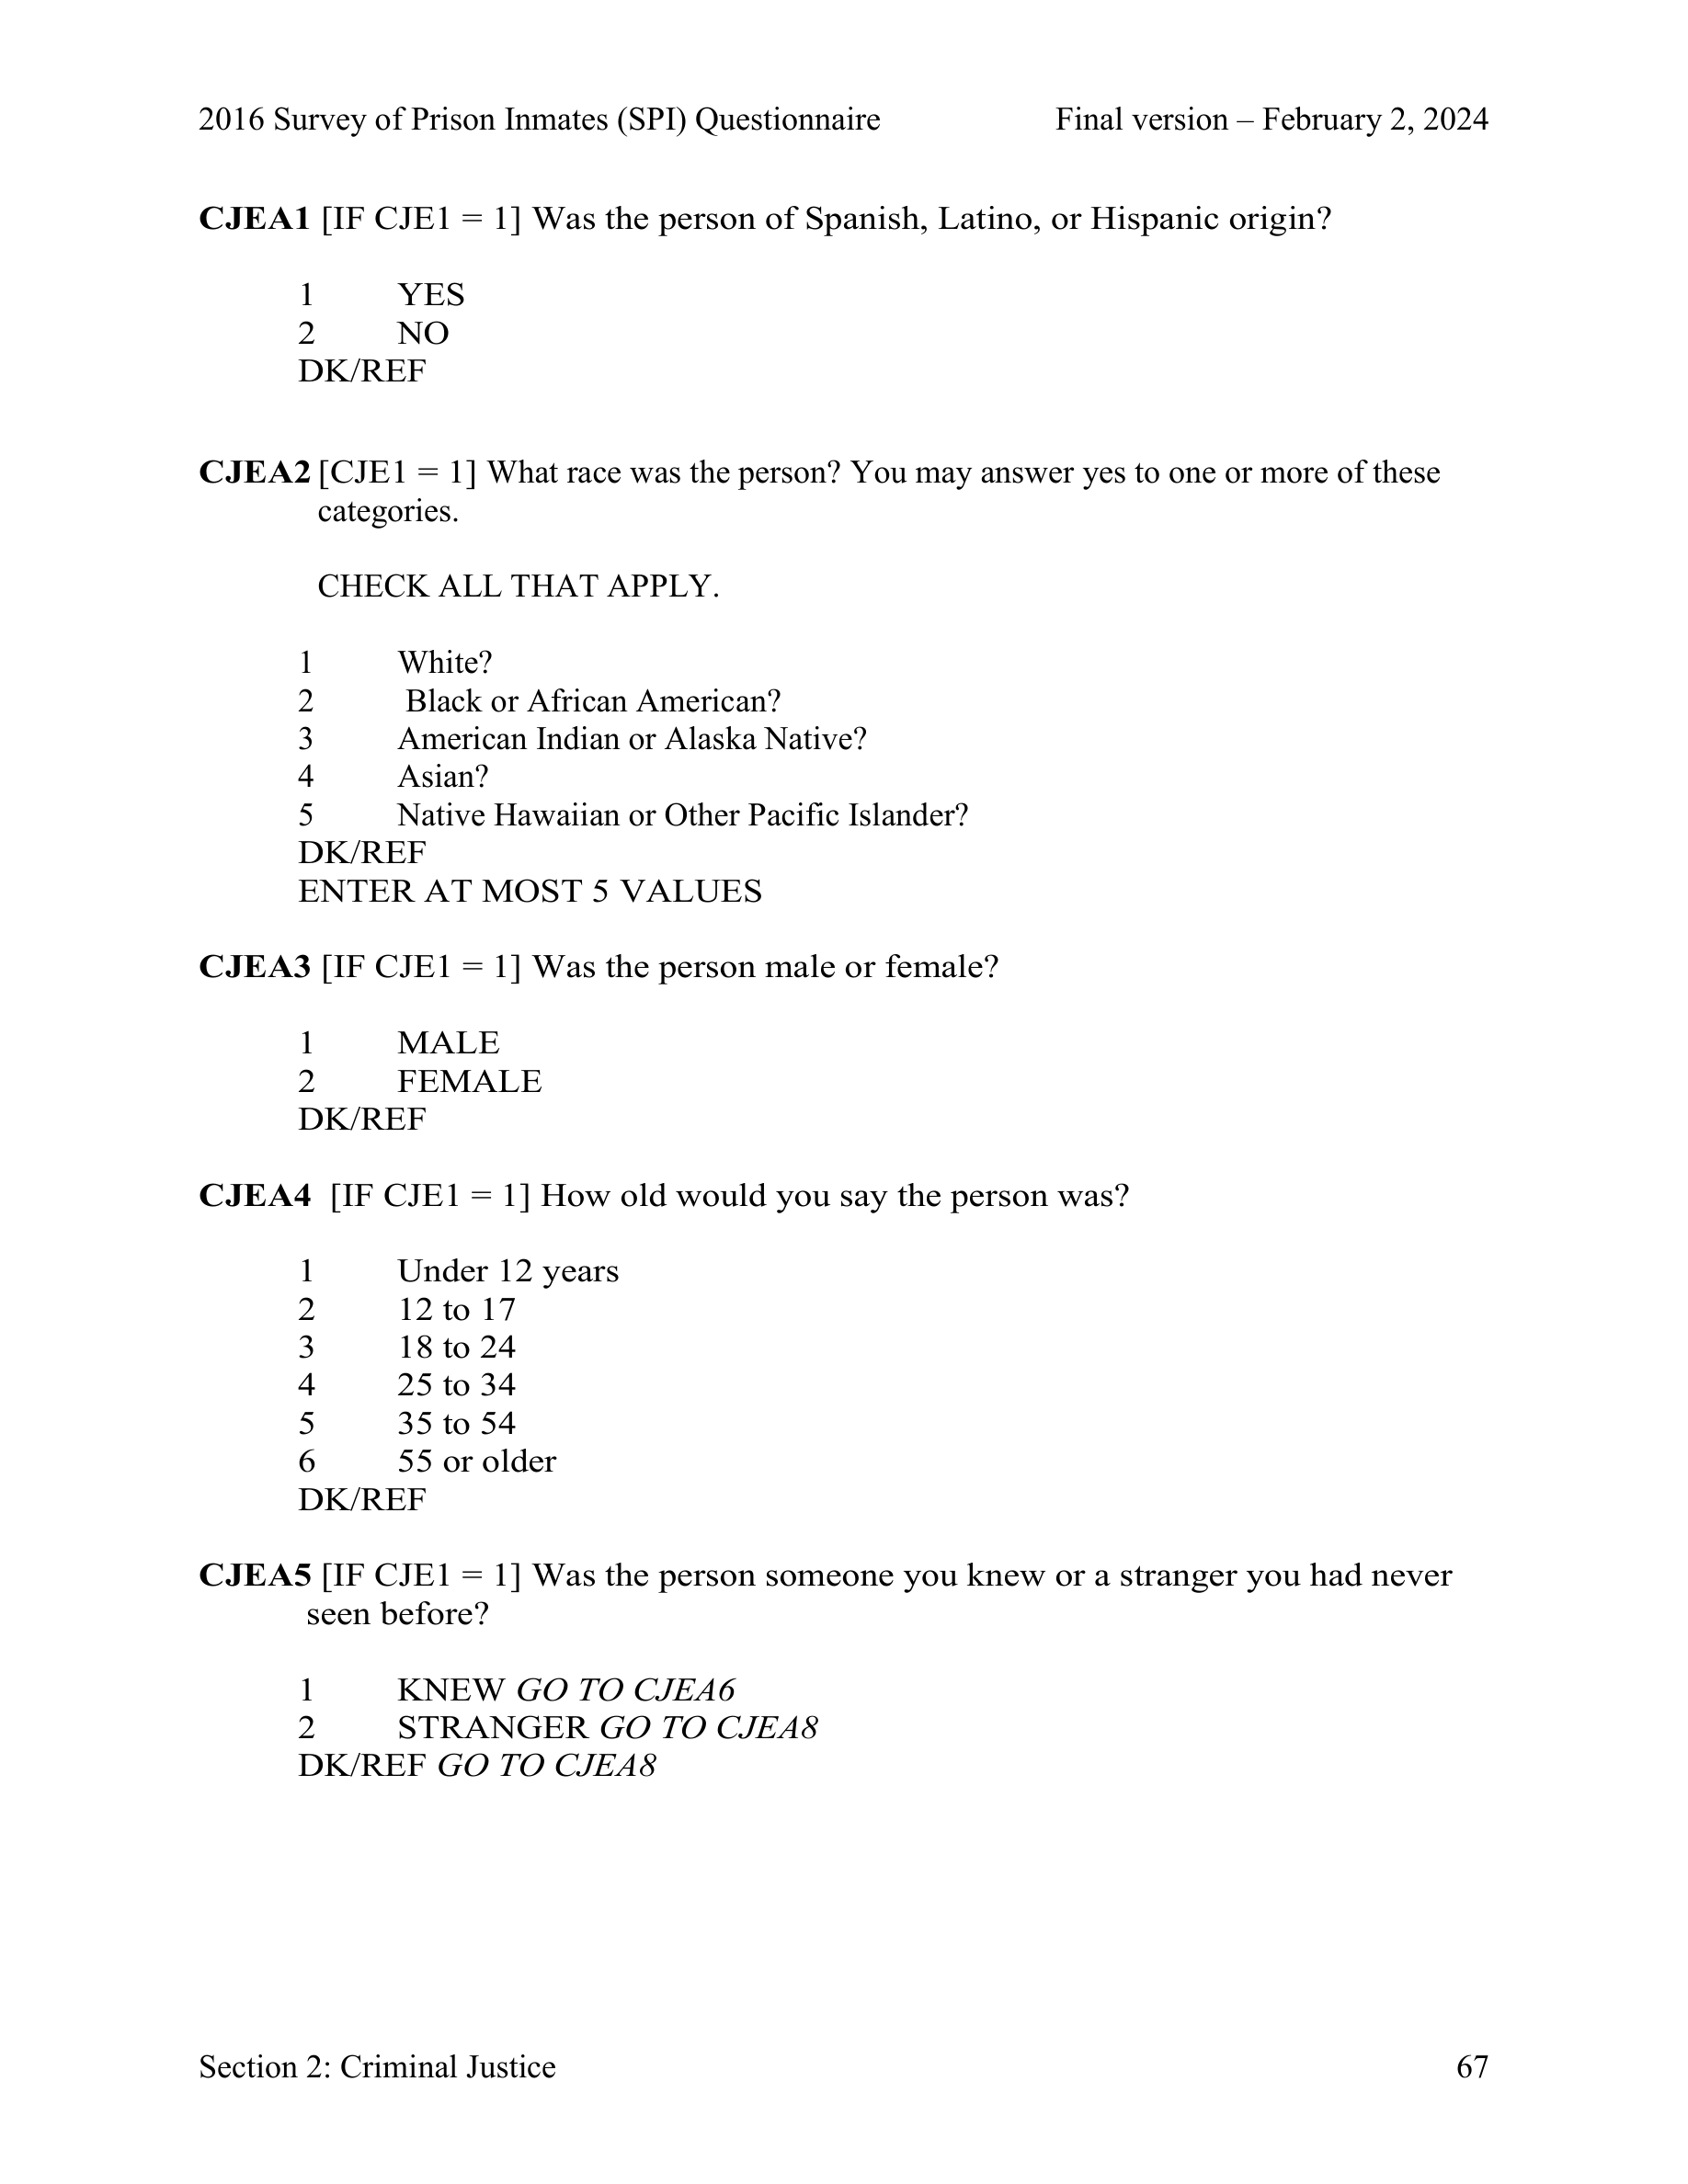 2016 Survey of Prison Inmates (SPI) Questionnaire Final version – February 2, 2024
CJEA1 [IF CJE1 = 1] Was the person of Spanish, Latino, or Hispanic origin?
1 YES
2 NO
DK/REF
CJEA2 [CJE1 = 1] What race was the person? You may answer yes to one or more of these
categories.
CHECK ALL THAT APPLY.
1 White?
2 Black or African American?
3 American Indian or Alaska Native?
4 Asian?
5 Native Hawaiian or Other Pacific Islander?
DK/REF
ENTER AT MOST 5 VALUES
CJEA3 [IF CJE1 = 1] Was the person male or female?
1 MALE
2 FEMALE
DK/REF
CJEA4 [IF CJE1 = 1] How old would you say the person was?
1 Under 12 years
2 12 to 17
3 18 to 24
4 25 to 34
5 35 to 54
6 55 or older
DK/REF
CJEA5 [IF CJE1 = 1] Was the person someone you knew or a stranger you had never
seen before?
1 KNEW GO TO CJEA6
2 STRANGER GO TO CJEA8
DK/REF GO TO CJEA8
Section 2: Criminal Justice 67